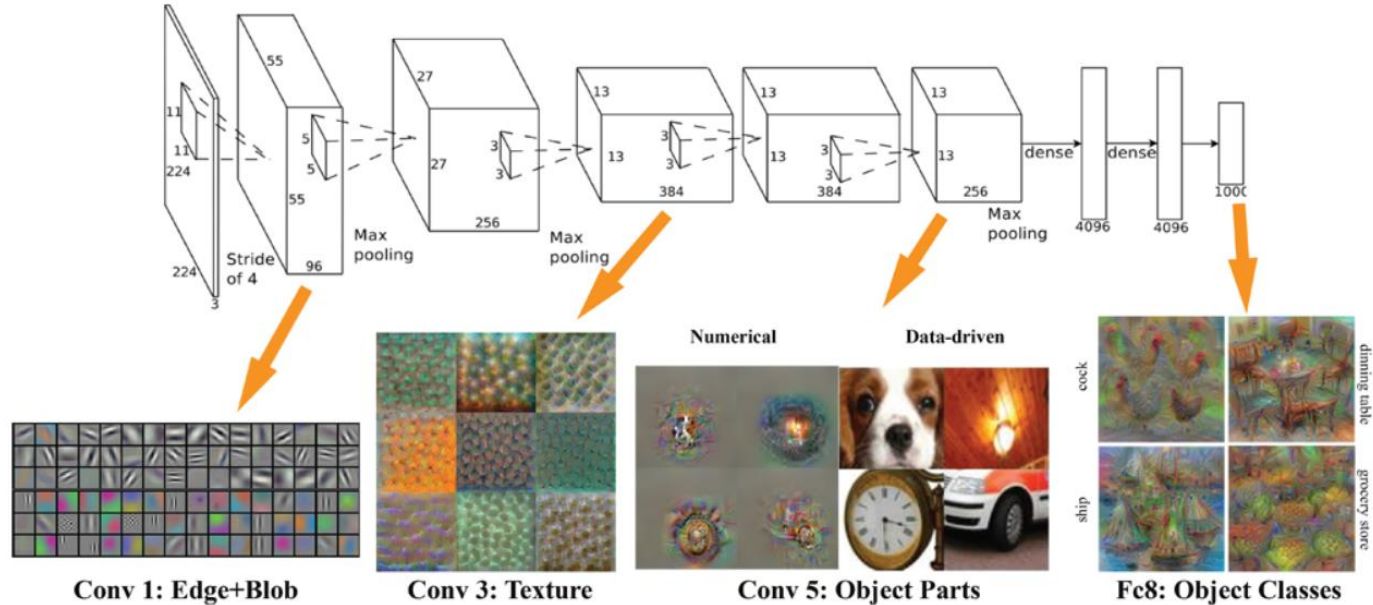 11
11
224
224
3
Stride
of 4
55
55
5
5
96
Max
pooling
27
27
3
3
256
Max
pooling
13
13
3
3
384
13
13
3
3
384
13
13
256
Max
pooling
dense
4096
dense
4096
1000
Numerical
Data-driven
cock
dinning table
ship
grocery store
Conv 1: Edge+Blob
Conv 3: Texture
Conv 5: Object Parts
Fc8: Object Classes